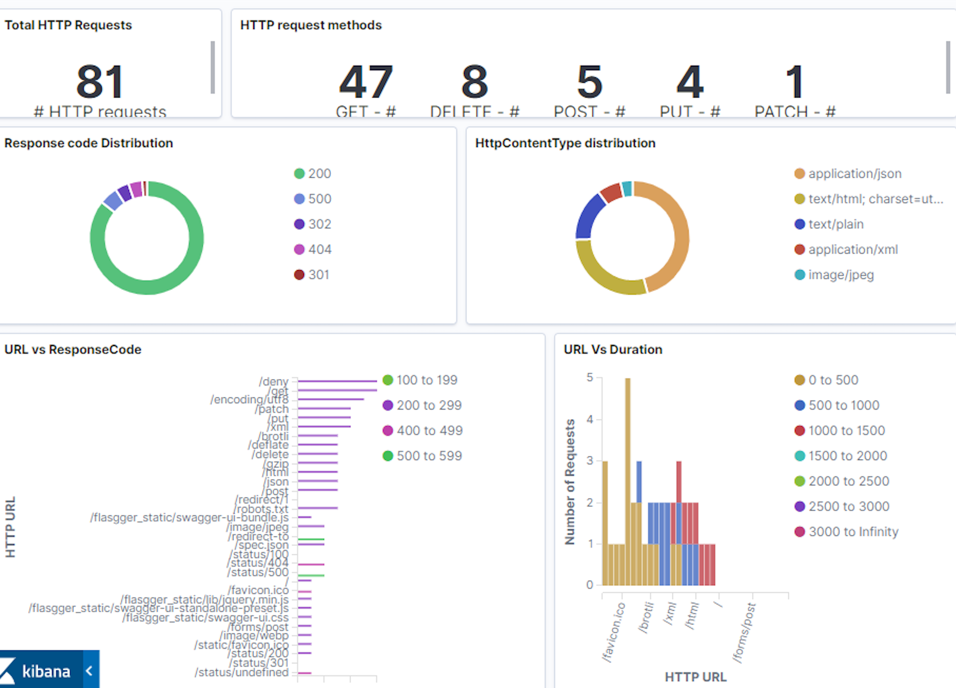 Total HTTP Requests
81
# HTTP requests
HTTP request methods
47 8 5 4 1
GET - # DELETE - # POST - # PUT - # PATCH - #
Response code Distribution
200
500
302
404
301
HttpContentType distribution
application/json
text/html; charset=ut...
text/plain
application/xml
image/jpeg
URL vs ResponseCode
HTTP URL
/deny
/get
/encoding/utf8
/patch
/put
/xml
/brotli
/deflate
/delete
/gzip
/html
/json
/post
/redirect/1
/robots.txt
/flasgger_static/swagger-ui-bundle.js
/image/jpeg
/redirect-to
/spec.json
/status/100
/status/404
/status/500
/
/favicon.ico
/flasgger_static/lib/jquery.min.js
/flasgger_static/swagger-ui-standalone-preset.js
/flasgger_static/swagger-ui.css
/forms/post
/image/webp
/static/favicon.ico
/status/200
/status/301
/status/undefined
100 to 199
200 to 299
400 to 499
500 to 599
URL Vs Duration
Number of Requests
5
4
3
2
1
0
/favicon.ico
/brotli
/xml
/html
/
/forms/post
HTTP URL
0 to 500
500 to 1000
1000 to 1500
1500 to 2000
2000 to 2500
2500 to 3000
3000 to Infinity
kibana